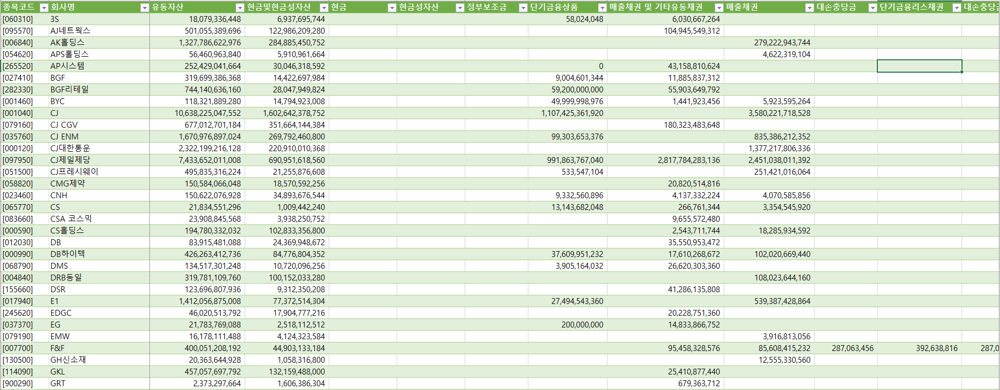 종목코드 회사명 유동자산 현금및현금성자산 현금 현금성자산 정부보조금 단기금융상품 매출채권 및 기타유동채권 매출채권 대손충당금 단기금융리스채권 대손충당금
[060310] 3S 18,079,336,448 6,937,695,744 58,024,048 6,030,667,264
[095570] AJ네트웍스 501,055,389,696 122,986,209,280 104,945,549,312
[006840] AK홀딩스 1,327,786,622,976 284,885,450,752 279,222,943,744
[054620] APS홀딩스 56,460,963,840 5,910,961,664 4,622,319,104
[265520] AP시스템 252,429,041,664 30,046,318,592 0 43,158,810,624
[027410] BGF 319,699,386,368 14,422,697,984 9,004,601,344 11,885,837,312
[282330] BGF리테일 744,140,636,160 28,047,949,824 59,200,000,000 55,903,649,792
[001460] BYC 118,321,889,280 14,794,923,008 49,999,998,976 1,441,923,456 5,923,595,264
[001040] CJ 10,638,225,047,552 1,602,642,378,752 1,107,425,361,920 3,580,221,718,528
[079160] CJ CGV 677,012,701,184 351,664,144,384 180,323,483,648
[035760] CJ ENM 1,670,976,897,024 269,792,460,800 99,303,653,376 835,386,212,352
[000120] CJ대한통운 2,322,199,216,128 220,910,010,368 1,377,217,806,336
[097950] CJ제일제당 7,433,652,011,008 690,951,618,560 991,863,767,040 2,817,784,283,136 2,451,038,011,392
[051500] CJ프레시웨이 495,835,316,224 21,255,876,608 533,547,104 251,421,016,064
[058820] CMG제약 150,584,066,048 18,570,592,256 20,820,514,816
[023460] CNH 150,622,076,928 34,893,676,544 9,332,560,896 4,137,332,224 4,070,585,856
[065770] CS 21,834,551,296 1,009,442,240 13,143,682,048 266,761,344 3,354,545,920
[083660] CSA 코스믹 23,908,845,568 3,938,250,752 9,655,572,480
[000590] CS홀딩스 194,780,332,032 102,833,356,800 2,543,711,744 18,285,934,592
[012030] DB 83,915,481,088 24,369,948,672 35,550,953,472
[000990] DB하이텍 426,263,412,736 84,776,804,352 37,609,951,232 17,610,268,672 102,020,669,440
[068790] DMS 134,517,301,248 10,720,096,256 3,905,164,032 26,620,303,360
[004840] DRB동일 319,781,109,760 100,152,033,280 108,023,644,160
[155660] DSR 123,696,807,936 9,312,350,208 41,286,135,808
[017940] E1 1,412,056,875,008 77,372,514,304 27,494,543,360 539,387,428,864
[245620] EDGC 46,020,513,792 17,904,777,216 20,228,751,360
[037370] EG 21,783,769,088 2,518,112,512 200,000,000 14,833,866,752
[079190] EMW 16,178,111,488 4,124,323,584 3,916,813,056
[007700] F&F 400,051,208,192 44,903,133,184 95,458,328,576 85,608,415,232 287,063,456 392,638,816 287,0
[130500] GH신소재 20,363,644,928 1,058,316,800 12,555,330,560
[114090] GKL 457,057,697,792 132,159,488,000 25,410,877,440
[900290] GRT 2,373,297,664 1,606,386,304 679,363,712